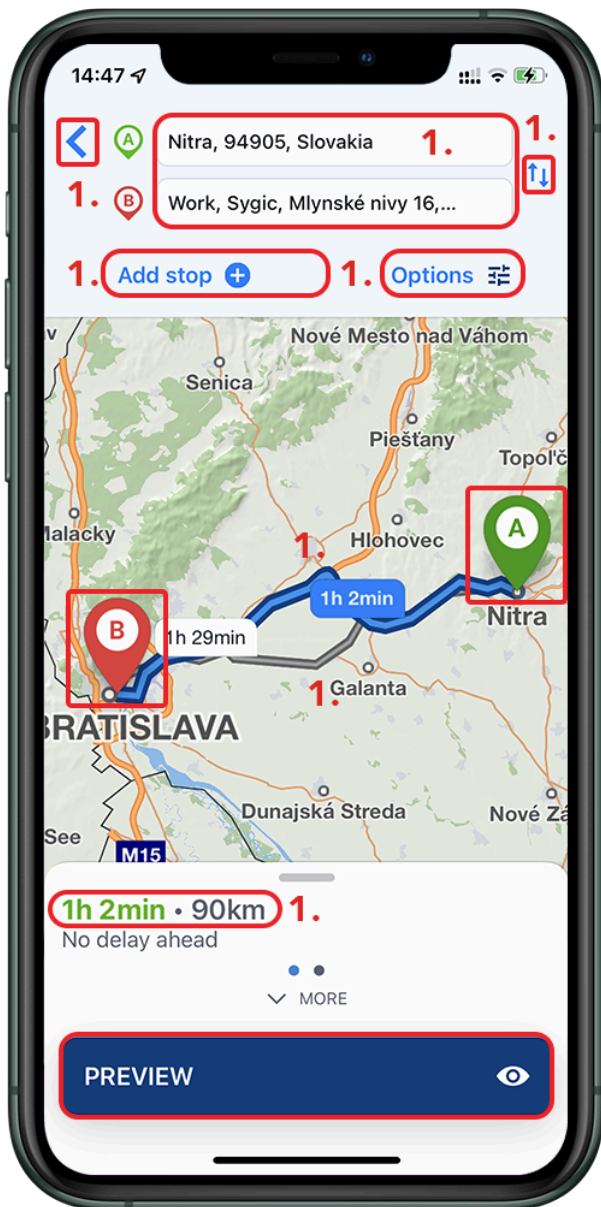 14:47
A
Nitra, 94905, Slovakia
1.
1.
1.
B
Work, Sygic, Mlynské nivy 16,...
1.
Add stop
1.
Options
Nové Mesto nad Váhom
Senica
Piešťany
Topoľč
Malacky
1.
Hlohovec
A
1h 2min
Nitra
B
1h 29min
1.
Galanta
BRATISLAVA
Dunajská Streda
Nové Zá
See
M15
1h 2min • 90km
1.
No delay ahead
MORE
PREVIEW